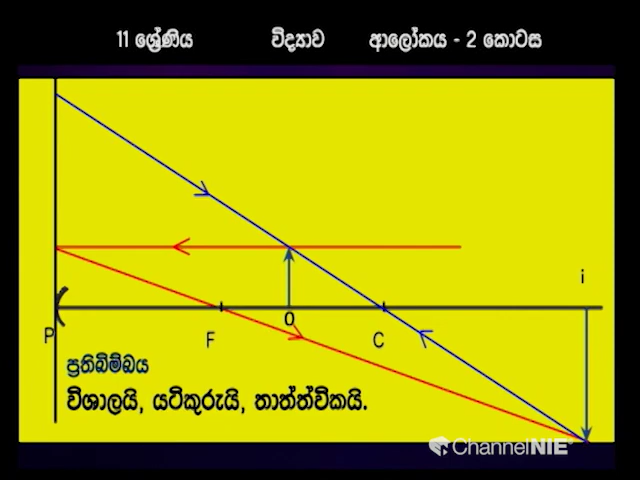 11 ශ්‍රේණිය විද්‍යාව ආලෝකය - 2 කොටස
i
P F O C
ප්‍රතිබිම්බය
විශාලයි, යටිකුරුයි, තාත්ත්විකයි.
ChannelNIE